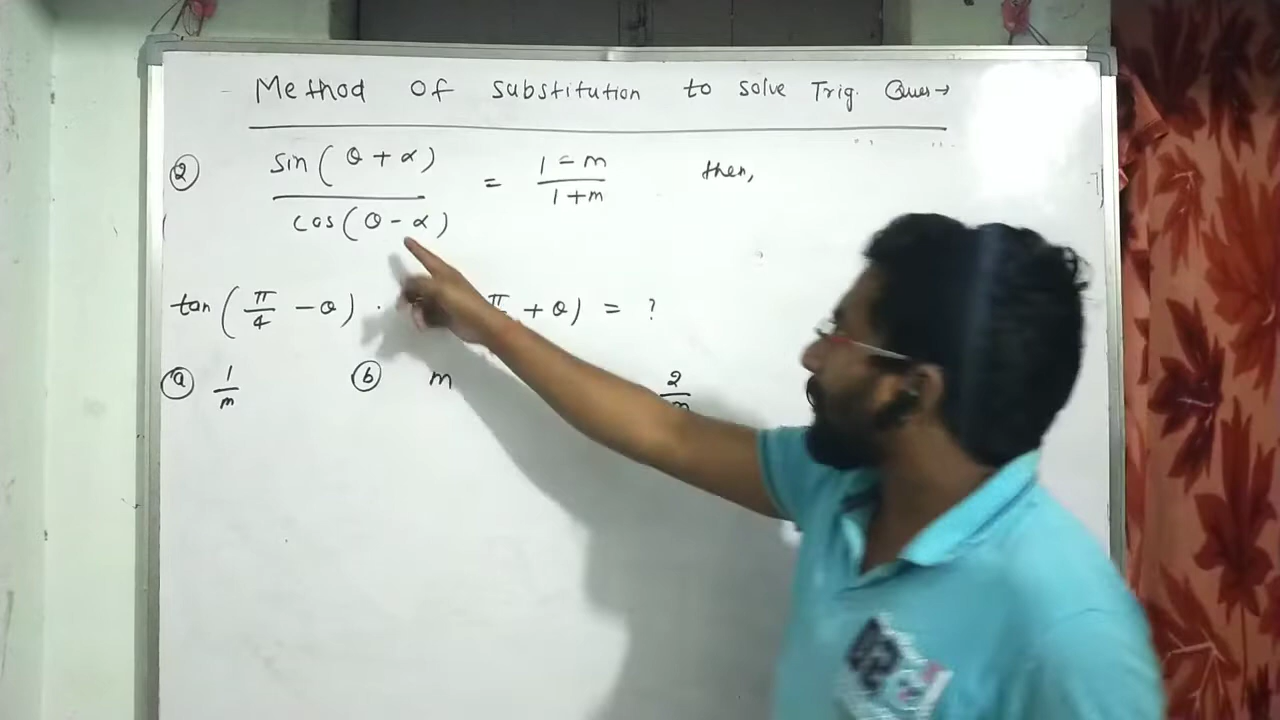 Method Of substitution to solve Trig. Ques→
② sin(θ+α) / cos(θ-α) = 1-m / 1+m then,
tan(π/4 -θ) · π + θ) = ?
ⓐ 1/m ⓑ m 2/m